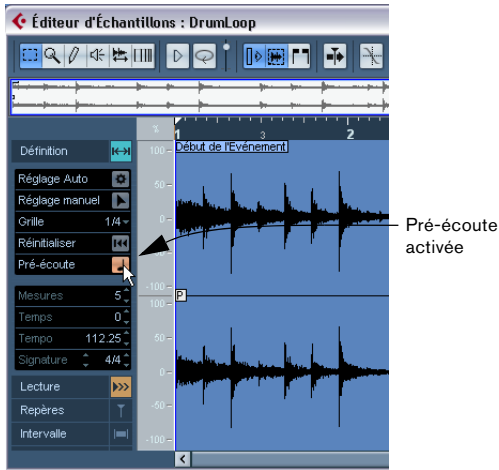 Éditeur d'Échantillons : DrumLoop
%
1
3
2
Définition
Début de l'Evénement
100
Réglage Auto
50
Réglage manuel
Grille 1/4
0
Réinitialiser
-50
Pré-écoute
Pré-écoute
activée
-100
Mesures 5
P
100
Temps 0
Tempo 112.25
50
Signature 4/4
Lecture
0
Repères
-50
Intervalle
-100